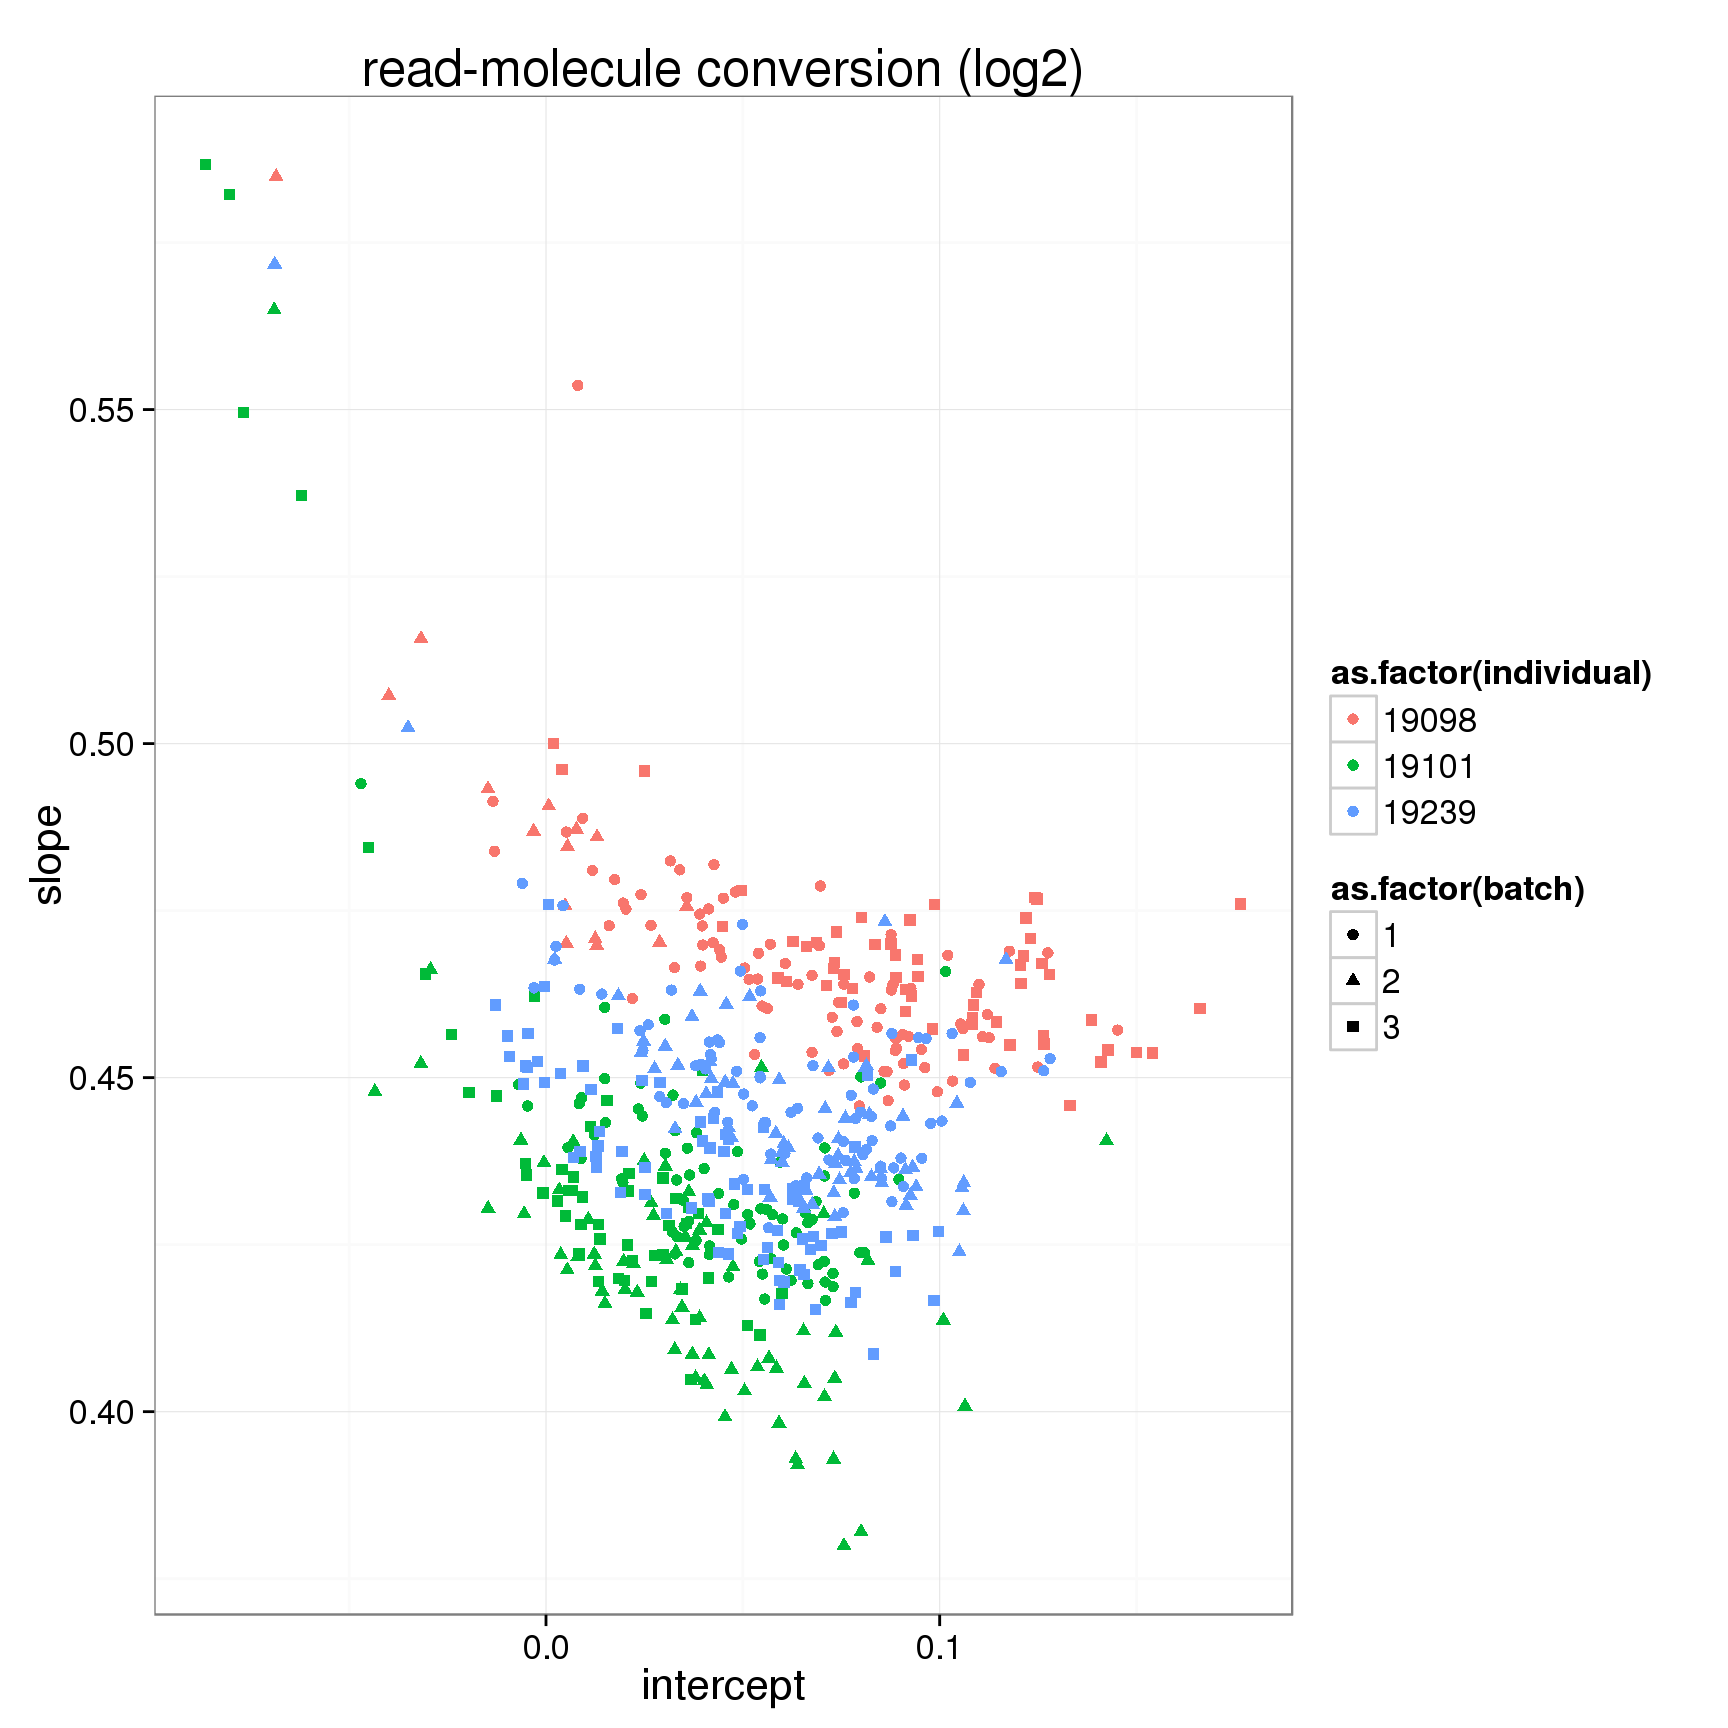 read-molecule conversion (log2)
0.55
0.50
0.45
0.40
slope
0.0
0.1
intercept
as.factor(individual)
19098
19101
19239
as.factor(batch)
1
2
3